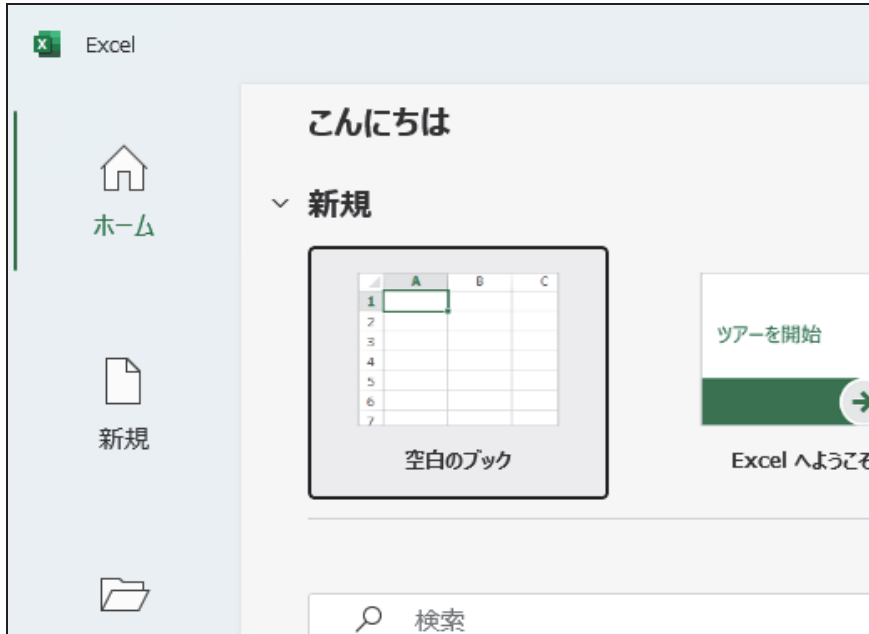 Excel
こんにちは
ホーム
新規
A B C
1
2
3
4
5
6
7
ツアーを開始
空白のブック
Excel へようこそ
新規
検索